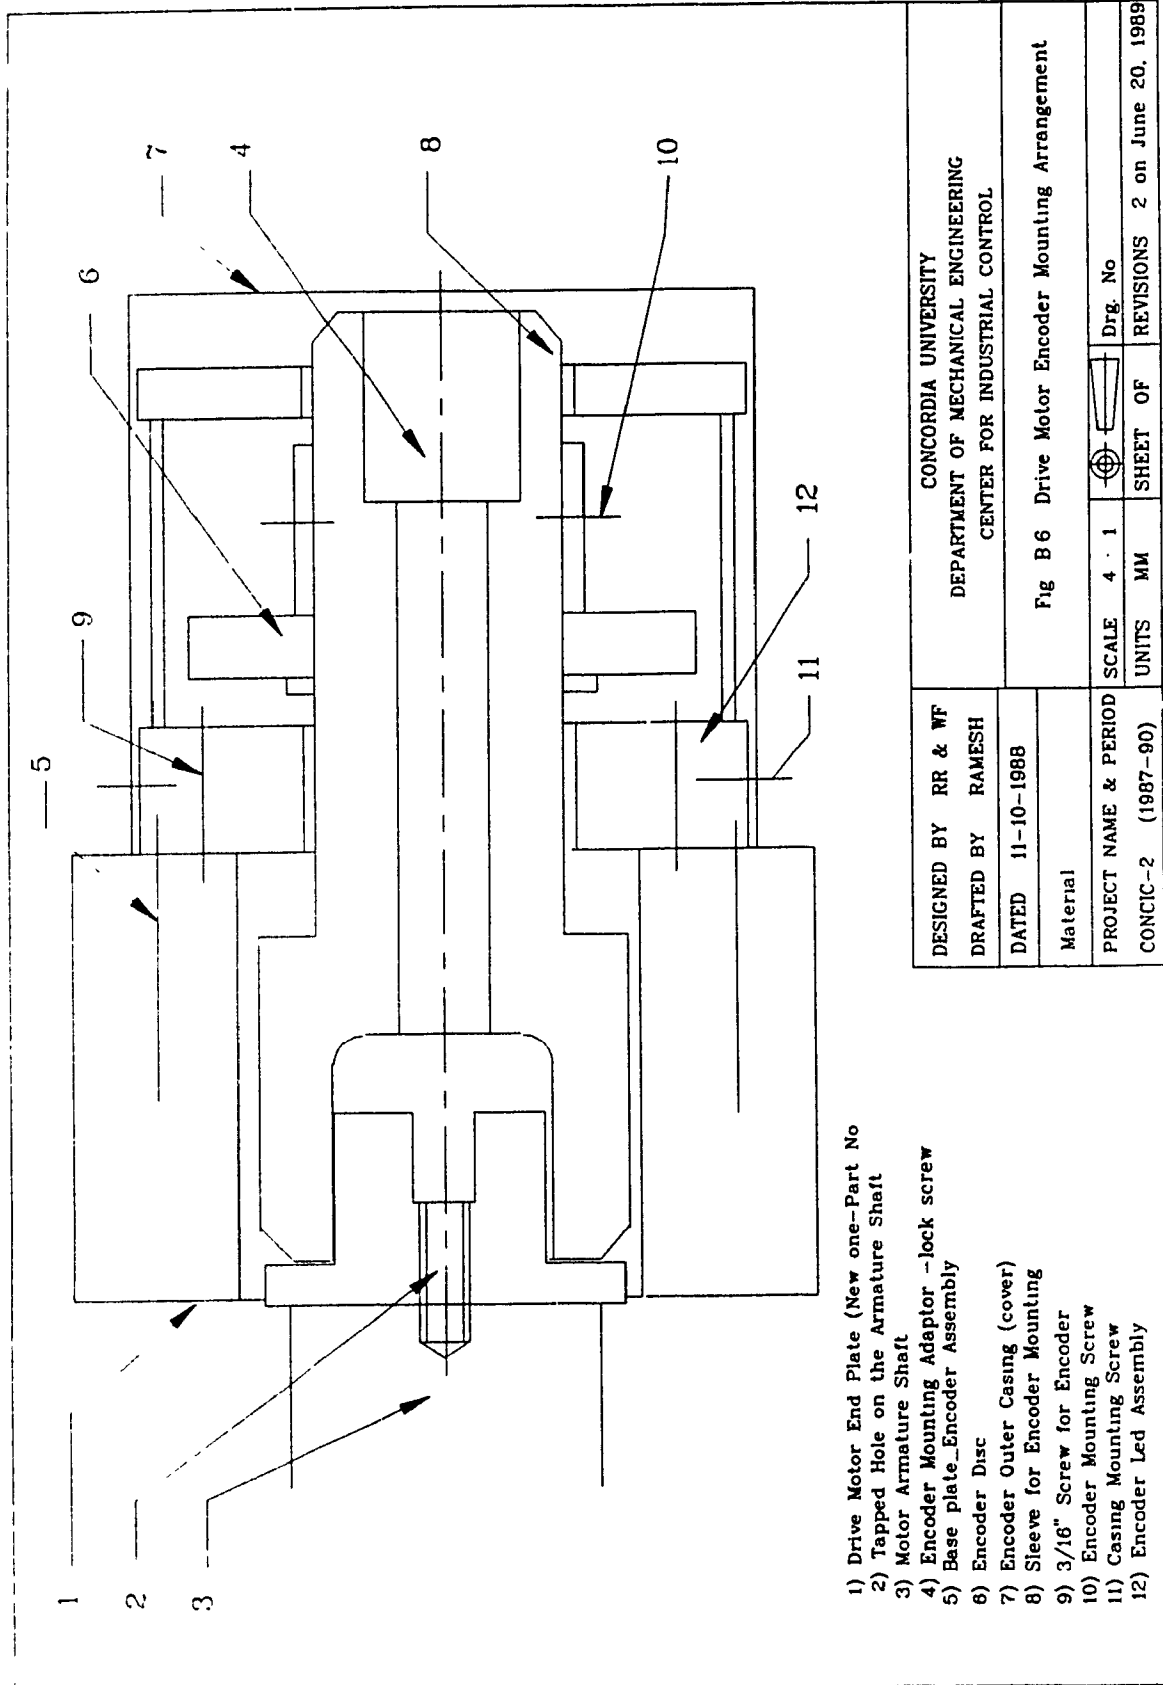 1
2
3
5
9
6
7
4
8
10
12
11
1) Drive Motor End Plate (New one-Part No
2) Tapped Hole on the Armature Shaft
3) Motor Armature Shaft
4) Encoder Mounting Adaptor -lock screw
5) Base plate_Encoder Assembly
6) Encoder Disc
7) Encoder Outer Casing (cover)
8) Sleeve for Encoder Mounting
9) 3/16" Screw for Encoder
10) Encoder Mounting Screw
11) Casing Mounting Screw
12) Encoder Led Assembly
DESIGNED BY RR & WF
DRAFTED BY RAMESH
DATED 11-10-1988
Material
PROJECT NAME & PERIOD
CONCIC-2 (1987-90)
CONCORDIA UNIVERSITY
DEPARTMENT OF MECHANICAL ENGINEERING
CENTER FOR INDUSTRIAL CONTROL
Fig B6 Drive Motor Encoder Mounting Arrangement
SCALE 4 : 1
Drg. No
UNITS MM
SHEET OF
REVISIONS 2 on June 20, 1989